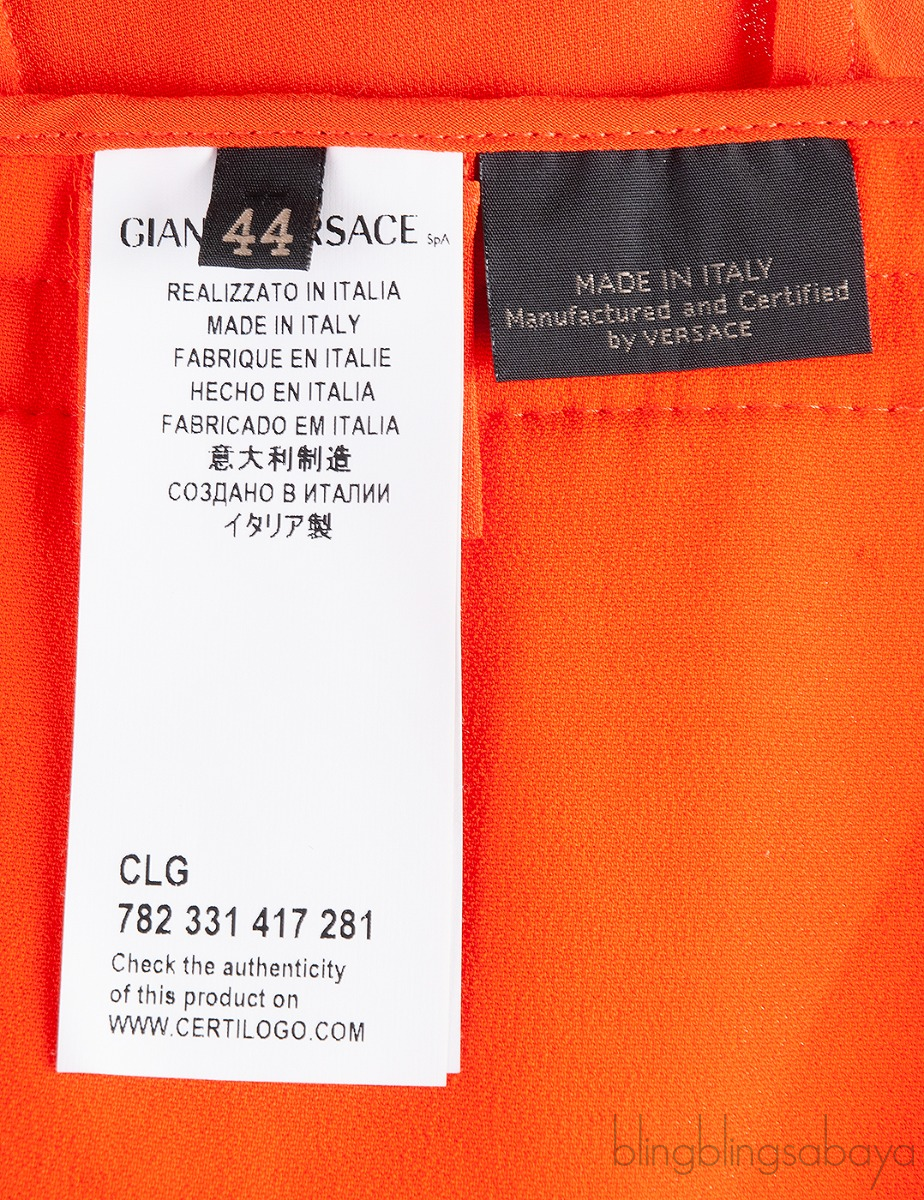 GIAN RSACE SpA
44
REALIZZATO IN ITALIA
MADE IN ITALY
FABRIQUE EN ITALIE
HECHO EN ITALIA
FABRICADO EM ITALIA
意大利制造
СОЗДАНО В ИТАЛИИ
イタリア製
CLG
782 331 417 281
Check the authenticity
of this product on
WWW.CERTILOGO.COM
MADE IN ITALY
Manufactured and Certified
by VERSACE
blingblingsabaya